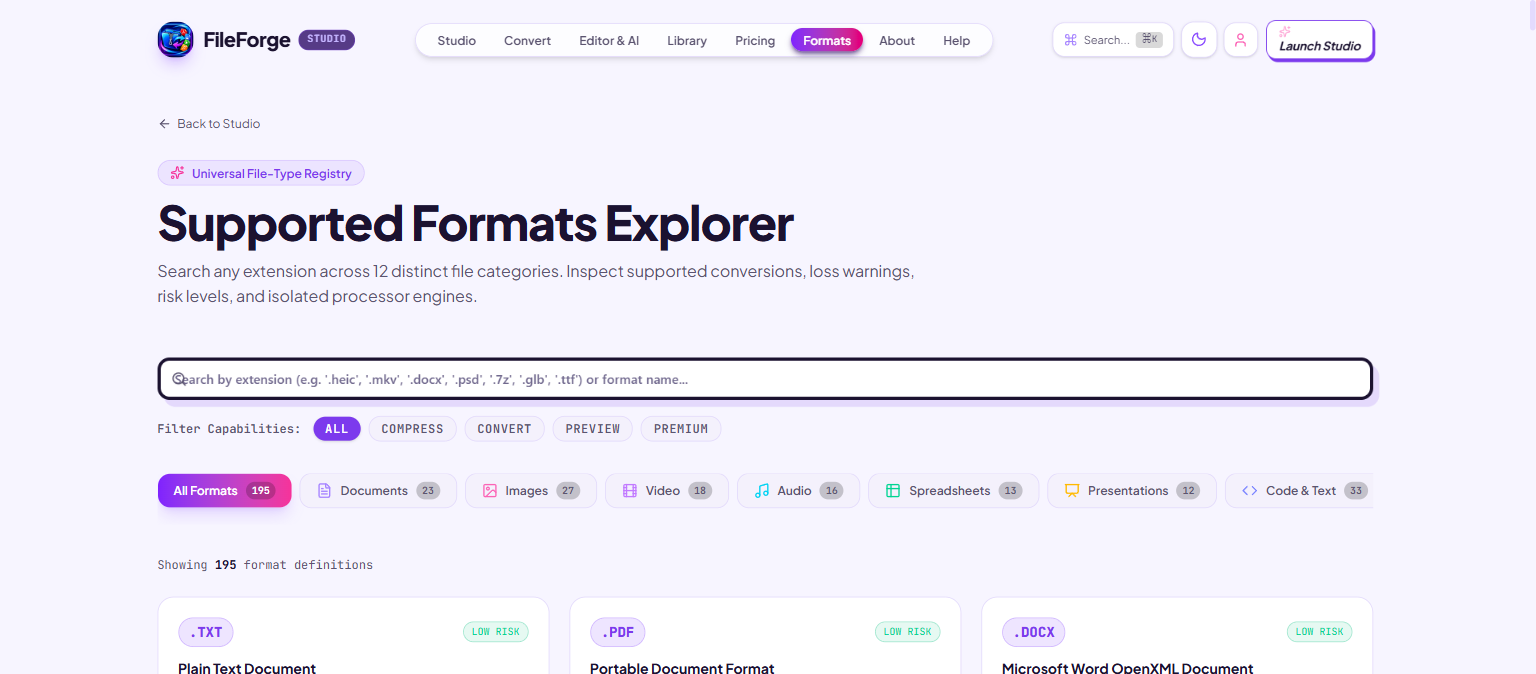 FileForge STUDIO
Studio Convert Editor & AI Library Pricing Formats About Help
Search... ⌘K
Launch Studio
← Back to Studio
Universal File-Type Registry
Supported Formats Explorer
Search any extension across 12 distinct file categories. Inspect supported conversions, loss warnings,
risk levels, and isolated processor engines.
Search by extension (e.g. '.heic', '.mkv', '.docx', '.psd', '.7z', '.glb', '.ttf') or format name...
Filter Capabilities: ALL COMPRESS CONVERT PREVIEW PREMIUM
All Formats 195 Documents 23 Images 27 Video 18 Audio 16 Spreadsheets 13 Presentations 12 Code & Text 33
Showing 195 format definitions
.TXT LOW RISK
Plain Text Document
.PDF LOW RISK
Portable Document Format
.DOCX LOW RISK
Microsoft Word OpenXML Document